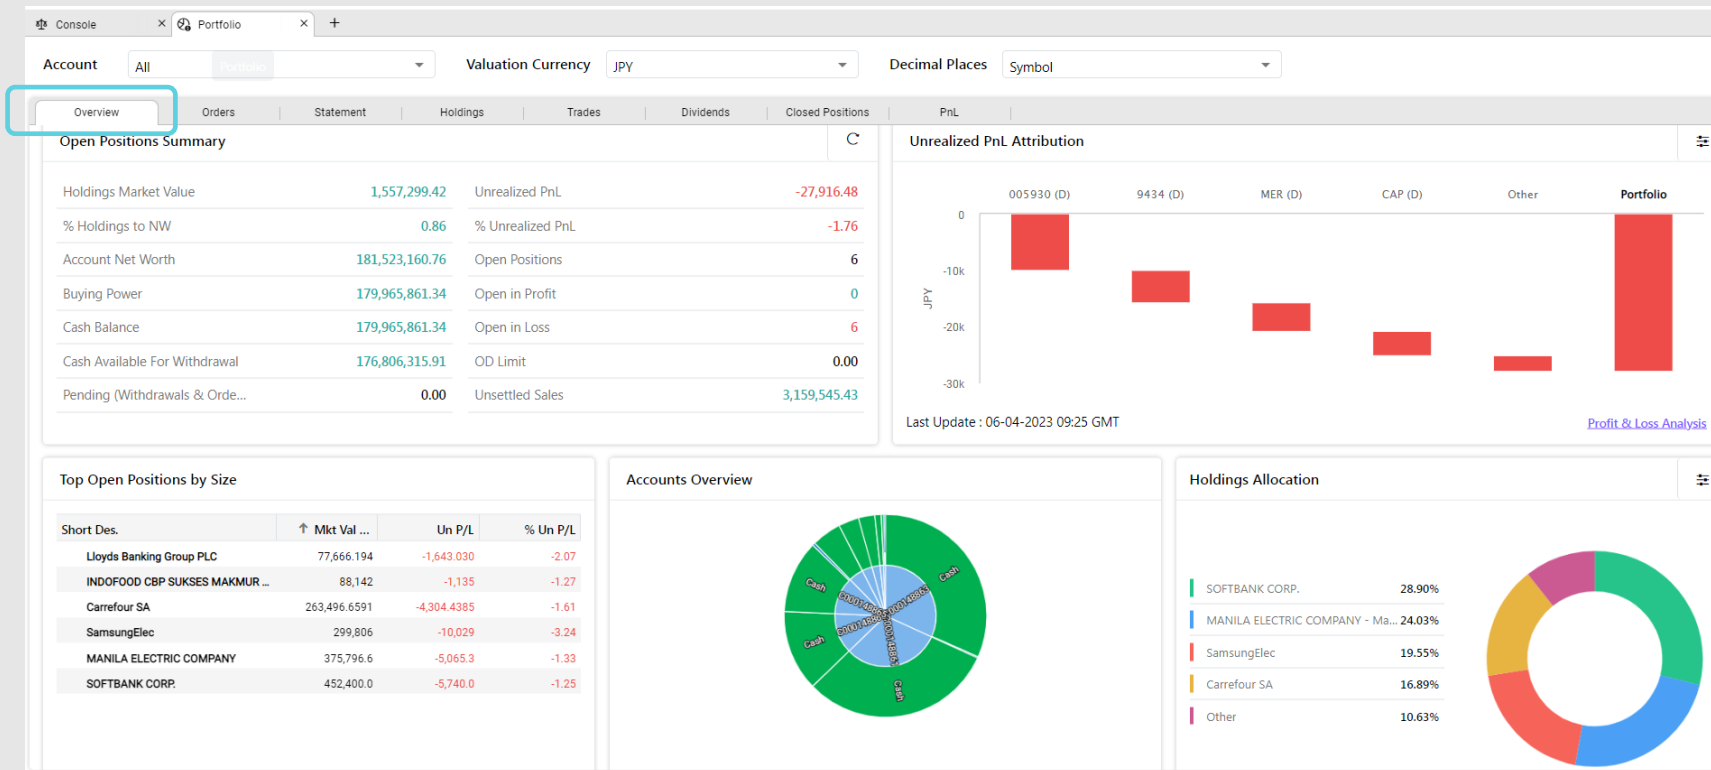 Console
Portfolio
Account All Portfolio Valuation Currency JPY Decimal Places Symbol
Overview Orders Statement Holdings Trades Dividends Closed Positions PnL
Open Positions Summary
Holdings Market Value 1,557,299.42 Unrealized PnL -27,916.48
% Holdings to NW 0.86 % Unrealized PnL -1.76
Account Net Worth 181,523,160.76 Open Positions 6
Buying Power 179,965,861.34 Open in Profit 0
Cash Balance 179,965,861.34 Open in Loss 6
Cash Available For Withdrawal 176,806,315.91 OD Limit 0.00
Pending (Withdrawals & Orde... 0.00 Unsettled Sales 3,159,545.43
Unrealized PnL Attribution
005930 (D) 9434 (D) MER (D) CAP (D) Other Portfolio
0
-10k
JPY
-20k
-30k
Last Update : 06-04-2023 09:25 GMT Profit & Loss Analysis
Top Open Positions by Size
Short Des. Mkt Val ... Un P/L % Un P/L
Lloyds Banking Group PLC 77,666.194 -1,643.030 -2.07
INDOFOOD CBP SUKSES MAKMUR ... 88,142 -1,135 -1.27
Carrefour SA 263,496.6591 -4,304.4385 -1.61
SamsungElec 299,806 -10,029 -3.24
MANILA ELECTRIC COMPANY 375,796.6 -5,065.3 -1.33
SOFTBANK CORP. 452,400.0 -5,740.0 -1.25
Accounts Overview
Cash
Cash
Cash
Cash
Holdings Allocation
SOFTBANK CORP. 28.90%
MANILA ELECTRIC COMPANY - Ma... 24.03%
SamsungElec 19.55%
Carrefour SA 16.89%
Other 10.63%